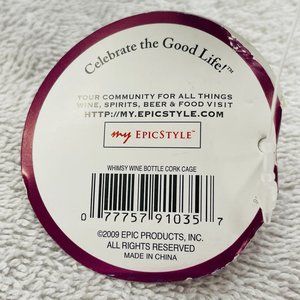 Celebrate the Good Life!™
YOUR COMMUNITY FOR ALL THINGS
WINE, SPIRITS, BEER & FOOD VISIT
HTTP://MY.EPICSTYLE.COM
my EPICSTYLE™
WHIMSY WINE BOTTLE CORK CAGE
0 77757 91035 7
©2009 EPIC PRODUCTS, INC.
ALL RIGHTS RESERVED
MADE IN CHINA